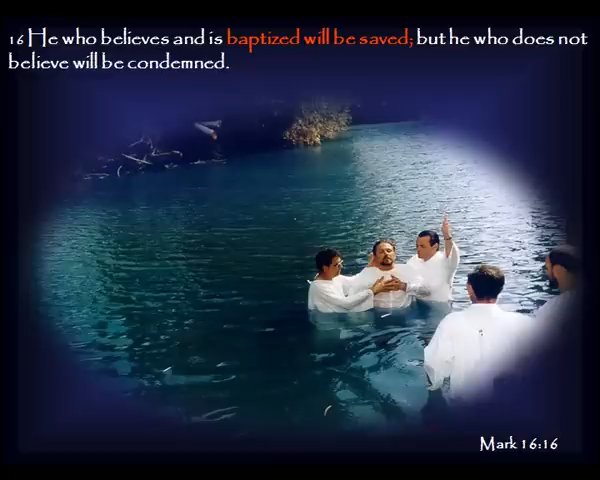 16 He who believes and is baptized will be saved; but he who does not
believe will be condemned.
Mark 16:16